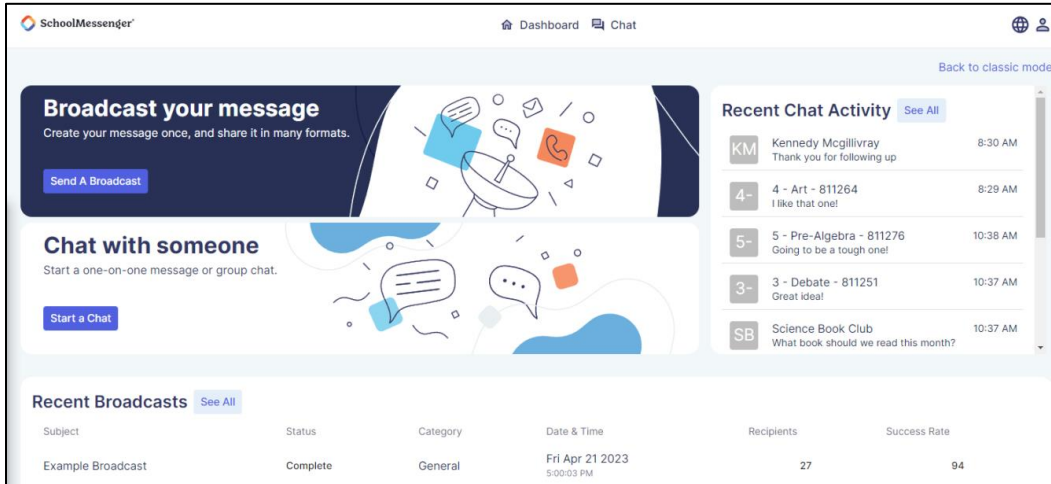 SchoolMessenger®
Dashboard Chat
Back to classic mode
Broadcast your message
Create your message once, and share it in many formats.
Send A Broadcast
Chat with someone
Start a one-on-one message or group chat.
Start a Chat
Recent Chat Activity See All
KM Kennedy Mcgillivray 8:30 AM
Thank you for following up
4- 4 - Art - 811264 8:29 AM
I like that one!
5- 5 - Pre-Algebra - 811276 10:38 AM
Going to be a tough one!
3- 3 - Debate - 811251 10:37 AM
Great idea!
SB Science Book Club 10:37 AM
What book should we read this month?
Recent Broadcasts See All
Subject Status Category Date & Time Recipients Success Rate
Example Broadcast Complete General Fri Apr 21 2023 27 94
5:00:03 PM